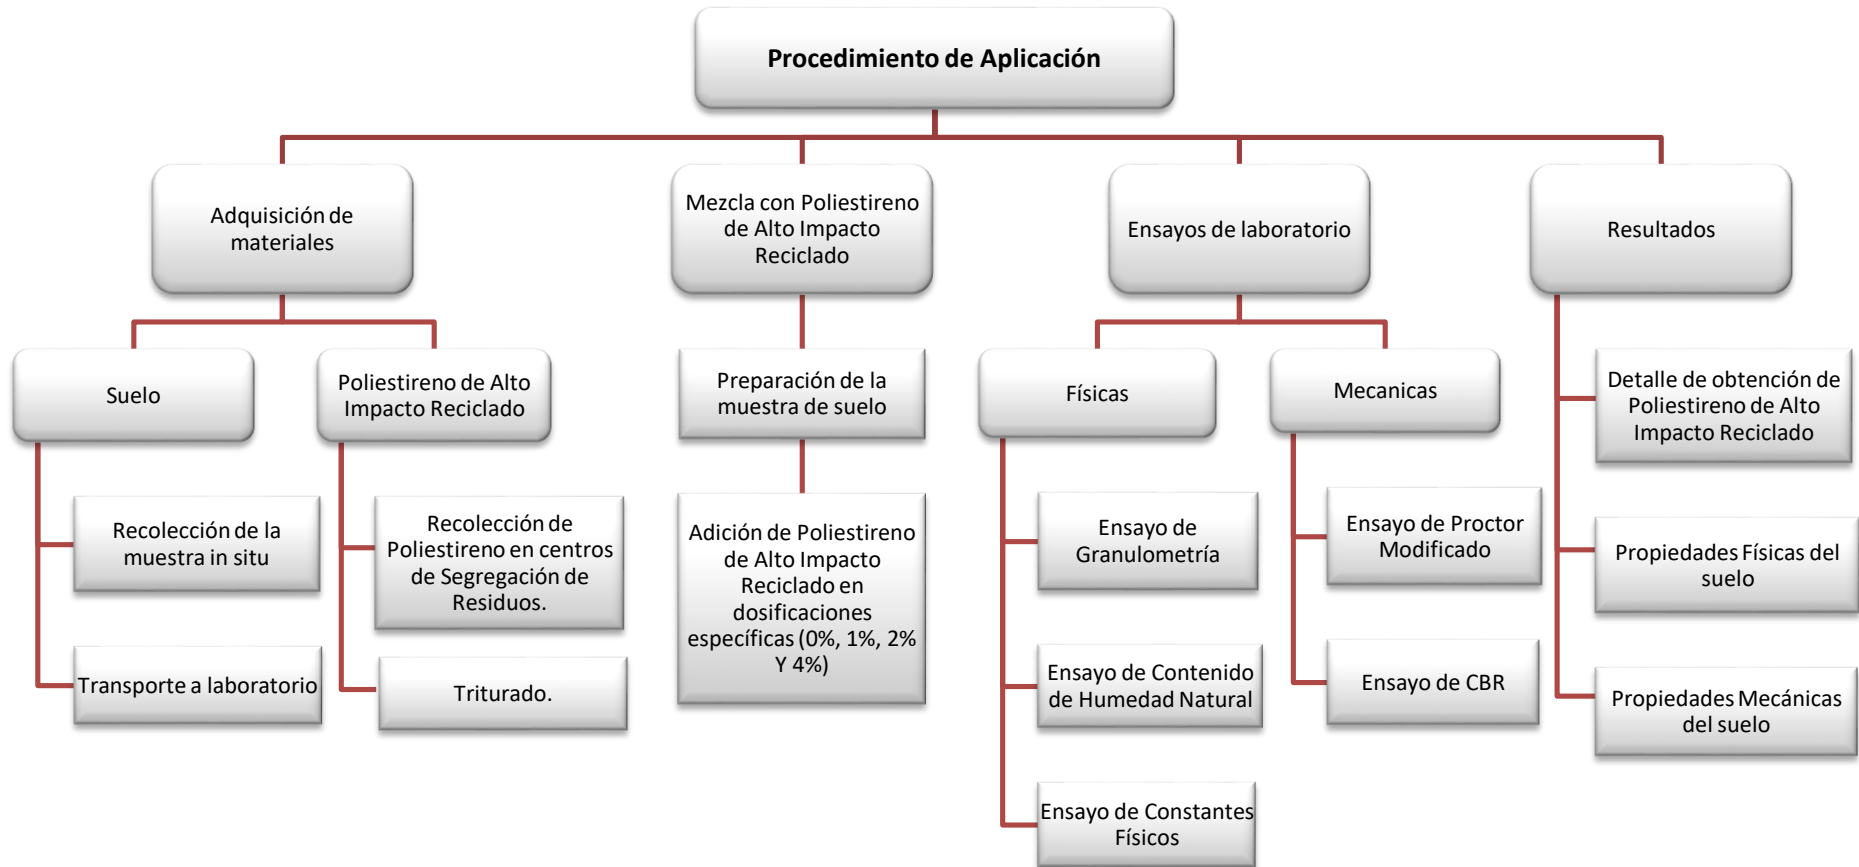 Procedimiento de Aplicación
Adquisición de
materiales
Mezcla con Poliestireno
de Alto Impacto
Reciclado
Ensayos de laboratorio
Resultados
Suelo
Poliestireno de Alto
Impacto Reciclado
Preparación de la
muestra de suelo
Físicas
Mecanicas
Detalle de obtención de
Poliestireno de Alto
Impacto Reciclado
Recolección de la
muestra in situ
Recolección de
Poliestireno en centros
de Segregación de
Residuos.
Adición de Poliestireno
de Alto Impacto
Reciclado en
dosificaciones
específicas (0%, 1%, 2%
Y 4%)
Ensayo de
Granulometría
Ensayo de Proctor
Modificado
Propiedades Físicas del
suelo
Transporte a laboratorio
Triturado.
Ensayo de Contenido
de Humedad Natural
Ensayo de CBR
Propiedades Mecánicas
del suelo
Ensayo de Constantes
Físicos